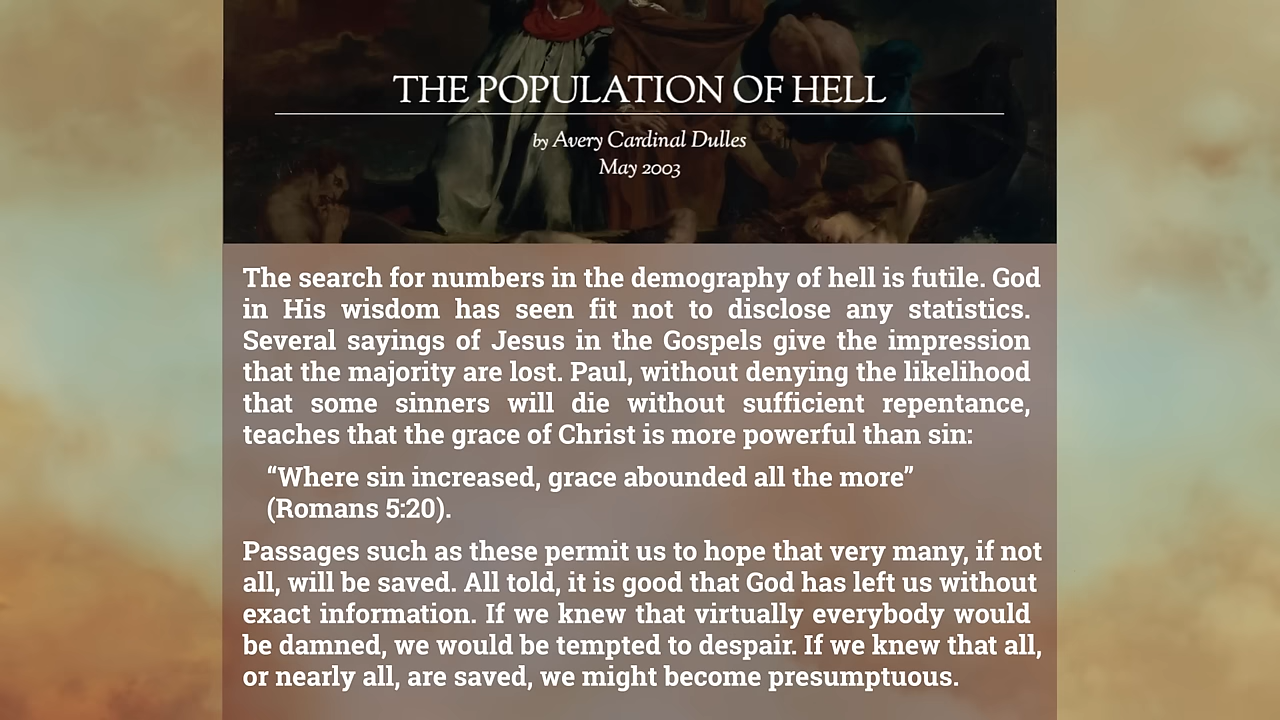 THE POPULATION OF HELL
by Avery Cardinal Dulles
May 2003
The search for numbers in the demography of hell is futile. God
in His wisdom has seen fit not to disclose any statistics.
Several sayings of Jesus in the Gospels give the impression
that the majority are lost. Paul, without denying the likelihood
that some sinners will die without sufficient repentance,
teaches that the grace of Christ is more powerful than sin:
“Where sin increased, grace abounded all the more”
(Romans 5:20).
Passages such as these permit us to hope that very many, if not
all, will be saved. All told, it is good that God has left us without
exact information. If we knew that virtually everybody would
be damned, we would be tempted to despair. If we knew that all,
or nearly all, are saved, we might become presumptuous.